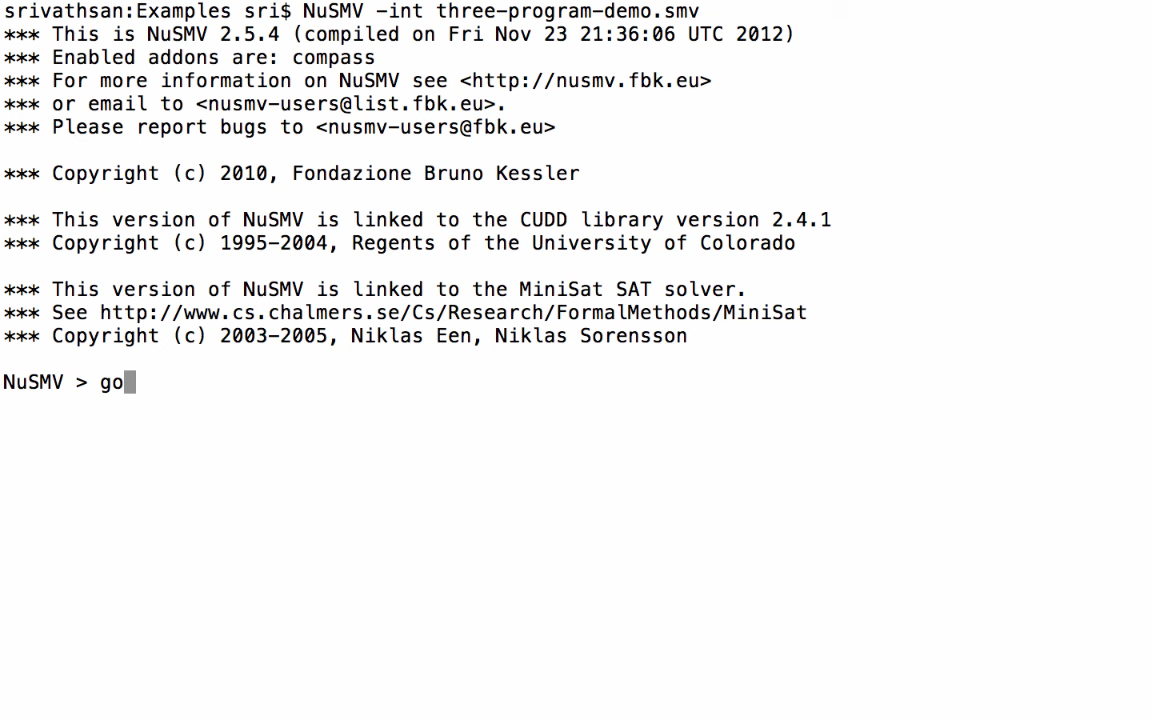 srivathsan:Examples sri$ NuSMV -int three-program-demo.smv
*** This is NuSMV 2.5.4 (compiled on Fri Nov 23 21:36:06 UTC 2012)
*** Enabled addons are: compass
*** For more information on NuSMV see <http://nusmv.fbk.eu>
*** or email to <nusmv-users@list.fbk.eu>.
*** Please report bugs to <nusmv-users@fbk.eu>
*** Copyright (c) 2010, Fondazione Bruno Kessler
*** This version of NuSMV is linked to the CUDD library version 2.4.1
*** Copyright (c) 1995-2004, Regents of the University of Colorado
*** This version of NuSMV is linked to the MiniSat SAT solver.
*** See http://www.cs.chalmers.se/Cs/Research/FormalMethods/MiniSat
*** Copyright (c) 2003-2005, Niklas Een, Niklas Sorensson
NuSMV > go